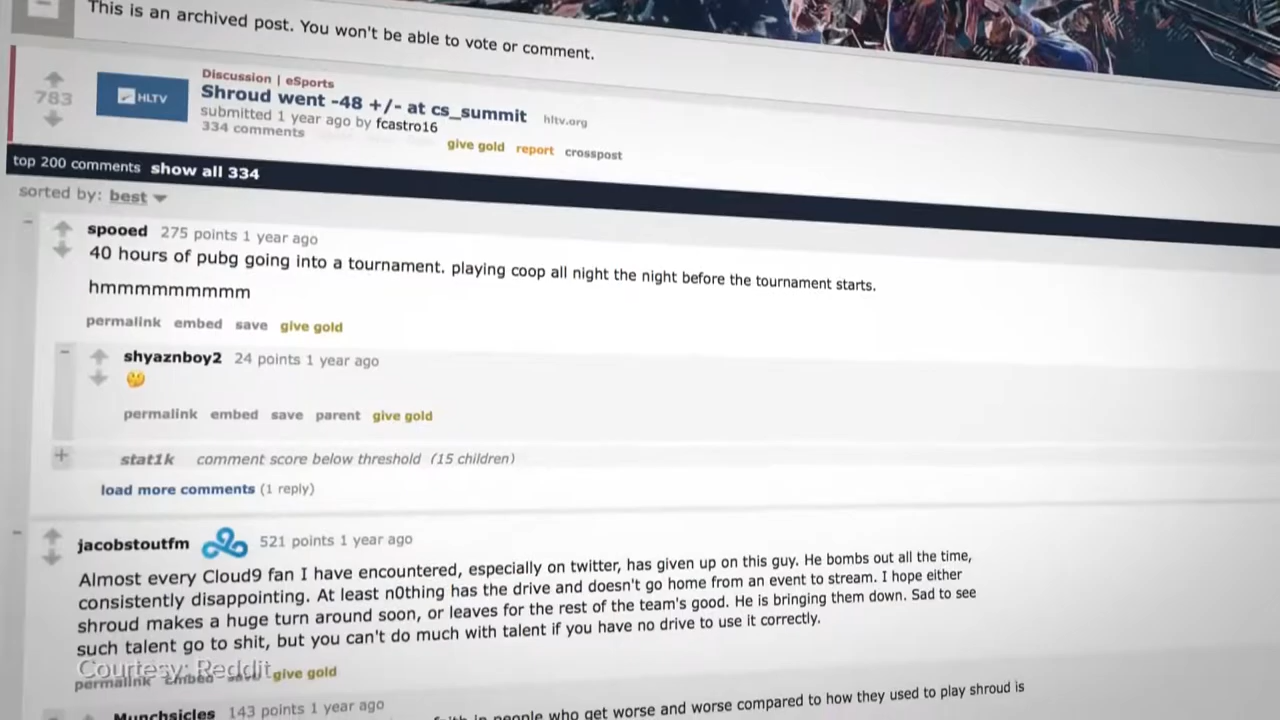 This is an archived post. You won't be able to vote or comment.
783
HLTV
Discussion | eSports
Shroud went -48 +/- at cs_summit hltv.org
submitted 1 year ago by fcastro16
334 comments give gold report crosspost
top 200 comments show all 334
sorted by: best
spooed 275 points 1 year ago
40 hours of pubg going into a tournament. playing coop all night the night before the tournament starts.
hmmmmmmmmm
permalink embed save give gold
shyaznboy2 24 points 1 year ago
🤔
permalink embed save parent give gold
stat1k comment score below threshold (15 children)
load more comments (1 reply)
jacobstoutfm 521 points 1 year ago
Almost every Cloud9 fan I have encountered, especially on twitter, has given up on this guy. He bombs out all the time,
consistently disappointing. At least n0thing has the drive and doesn't go home from an event to stream. I hope either
shroud makes a huge turn around soon, or leaves for the rest of the team's good. He is bringing them down. Sad to see
such talent go to shit, but you can't do much with talent if you have no drive to use it correctly.
Courtesy: Reddit
permalink embed save give gold
Munchsicles 143 points 1 year ago
faith in people who get worse and worse compared to how they used to play shroud is